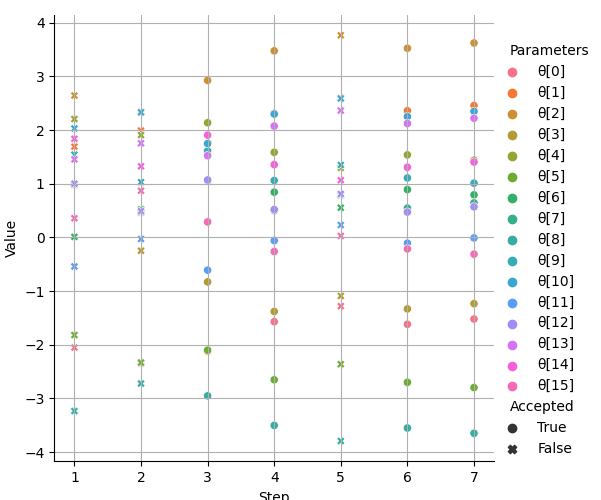 4
3
2
1
0
−1
−2
−3
−4
Value
1 2 3 4 5 6 7
Step
Parameters
θ[0]
θ[1]
θ[2]
θ[3]
θ[4]
θ[5]
θ[6]
θ[7]
θ[8]
θ[9]
θ[10]
θ[11]
θ[12]
θ[13]
θ[14]
θ[15]
Accepted
True
False